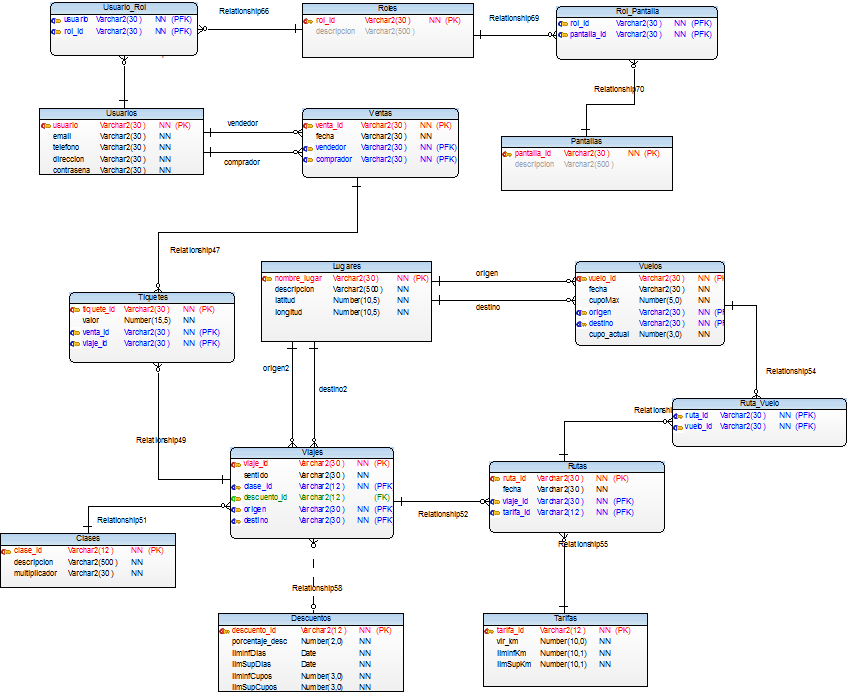 Usuario_Rol
usuario Varchar2(30) NN (PFK)
rol_id Varchar2(30) NN (PFK)
Relationship66
Roles
rol_id Varchar2(30) NN (PK)
descripcion Varchar2(500)
Relationship69
Rol_Pantalla
rol_id Varchar2(30) NN (PFK)
pantalla_id Varchar2(30) NN (PFK)
Relationship70
Usuarios
usuario Varchar2(30) NN (PK)
email Varchar2(30) NN
telefono Varchar2(30) NN
direccion Varchar2(30) NN
contrasena Varchar2(30) NN
vendedor
comprador
Ventas
venta_id Varchar2(30) NN (PK)
fecha Varchar2(30) NN
vendedor Varchar2(30) NN (PFK)
comprador Varchar2(30) NN (PFK)
Pantallas
pantalla_id Varchar2(30) NN (PK)
descripcion Varchar2(500)
Relationship47
Lugares
nombre_lugar Varchar2(30) NN (PK)
descripcion Varchar2(500) NN
latitud Number(10,5) NN
longitud Number(10,5) NN
origen
destino
Vuelos
vuelo_id Varchar2(30) NN (PK
fecha Varchar2(30) NN
cupoMax Number(5,0) NN
origen Varchar2(30) NN (PF
destino Varchar2(30) NN (PF
cupo_actual Number(3,0) NN
Tiquetes
tiquete_id Varchar2(30) NN (PK)
valor Number(15,5) NN
venta_id Varchar2(30) NN (PFK)
viaje_id Varchar2(30) NN (PFK)
origen2
destino2
Relationship54
Ruta_Vuelo
ruta_id Varchar2(30) NN (PFK)
vuelo_id Varchar2(30) NN (PFK)
Relationshi
Relationship49
Viajes
viaje_id Varchar2(30) NN (PK)
sentido Varchar2(30) NN
clase_id Varchar2(12) NN (PFK
descuento_id Varchar2(12) (FK)
origen Varchar2(30) NN (PFK
destino Varchar2(30) NN (PFK
Relationship52
Rutas
ruta_id Varchar2(30) NN (PK)
fecha Varchar2(30) NN
viaje_id Varchar2(30) NN (PFK)
tarifa_id Varchar2(12) NN (PFK)
Relationship51
Clases
clase_id Varchar2(12) NN (PK)
descripcion Varchar2(500) NN
multiplicador Varchar2(30) NN
Relationship55
Relationship58
Descuentos
descuento_id Varchar2(12) NN (PK)
porcentaje_desc Number(2,0) NN
limInfDias Date NN
limSupDias Date NN
limInfCupos Number(3,0) NN
limSupCupos Number(3,0) NN
Tarifas
tarifa_id Varchar2(12) NN (PK)
vlr_km Number(10,0) NN
limInfKm Number(10,1) NN
limSupKm Number(10,1) NN